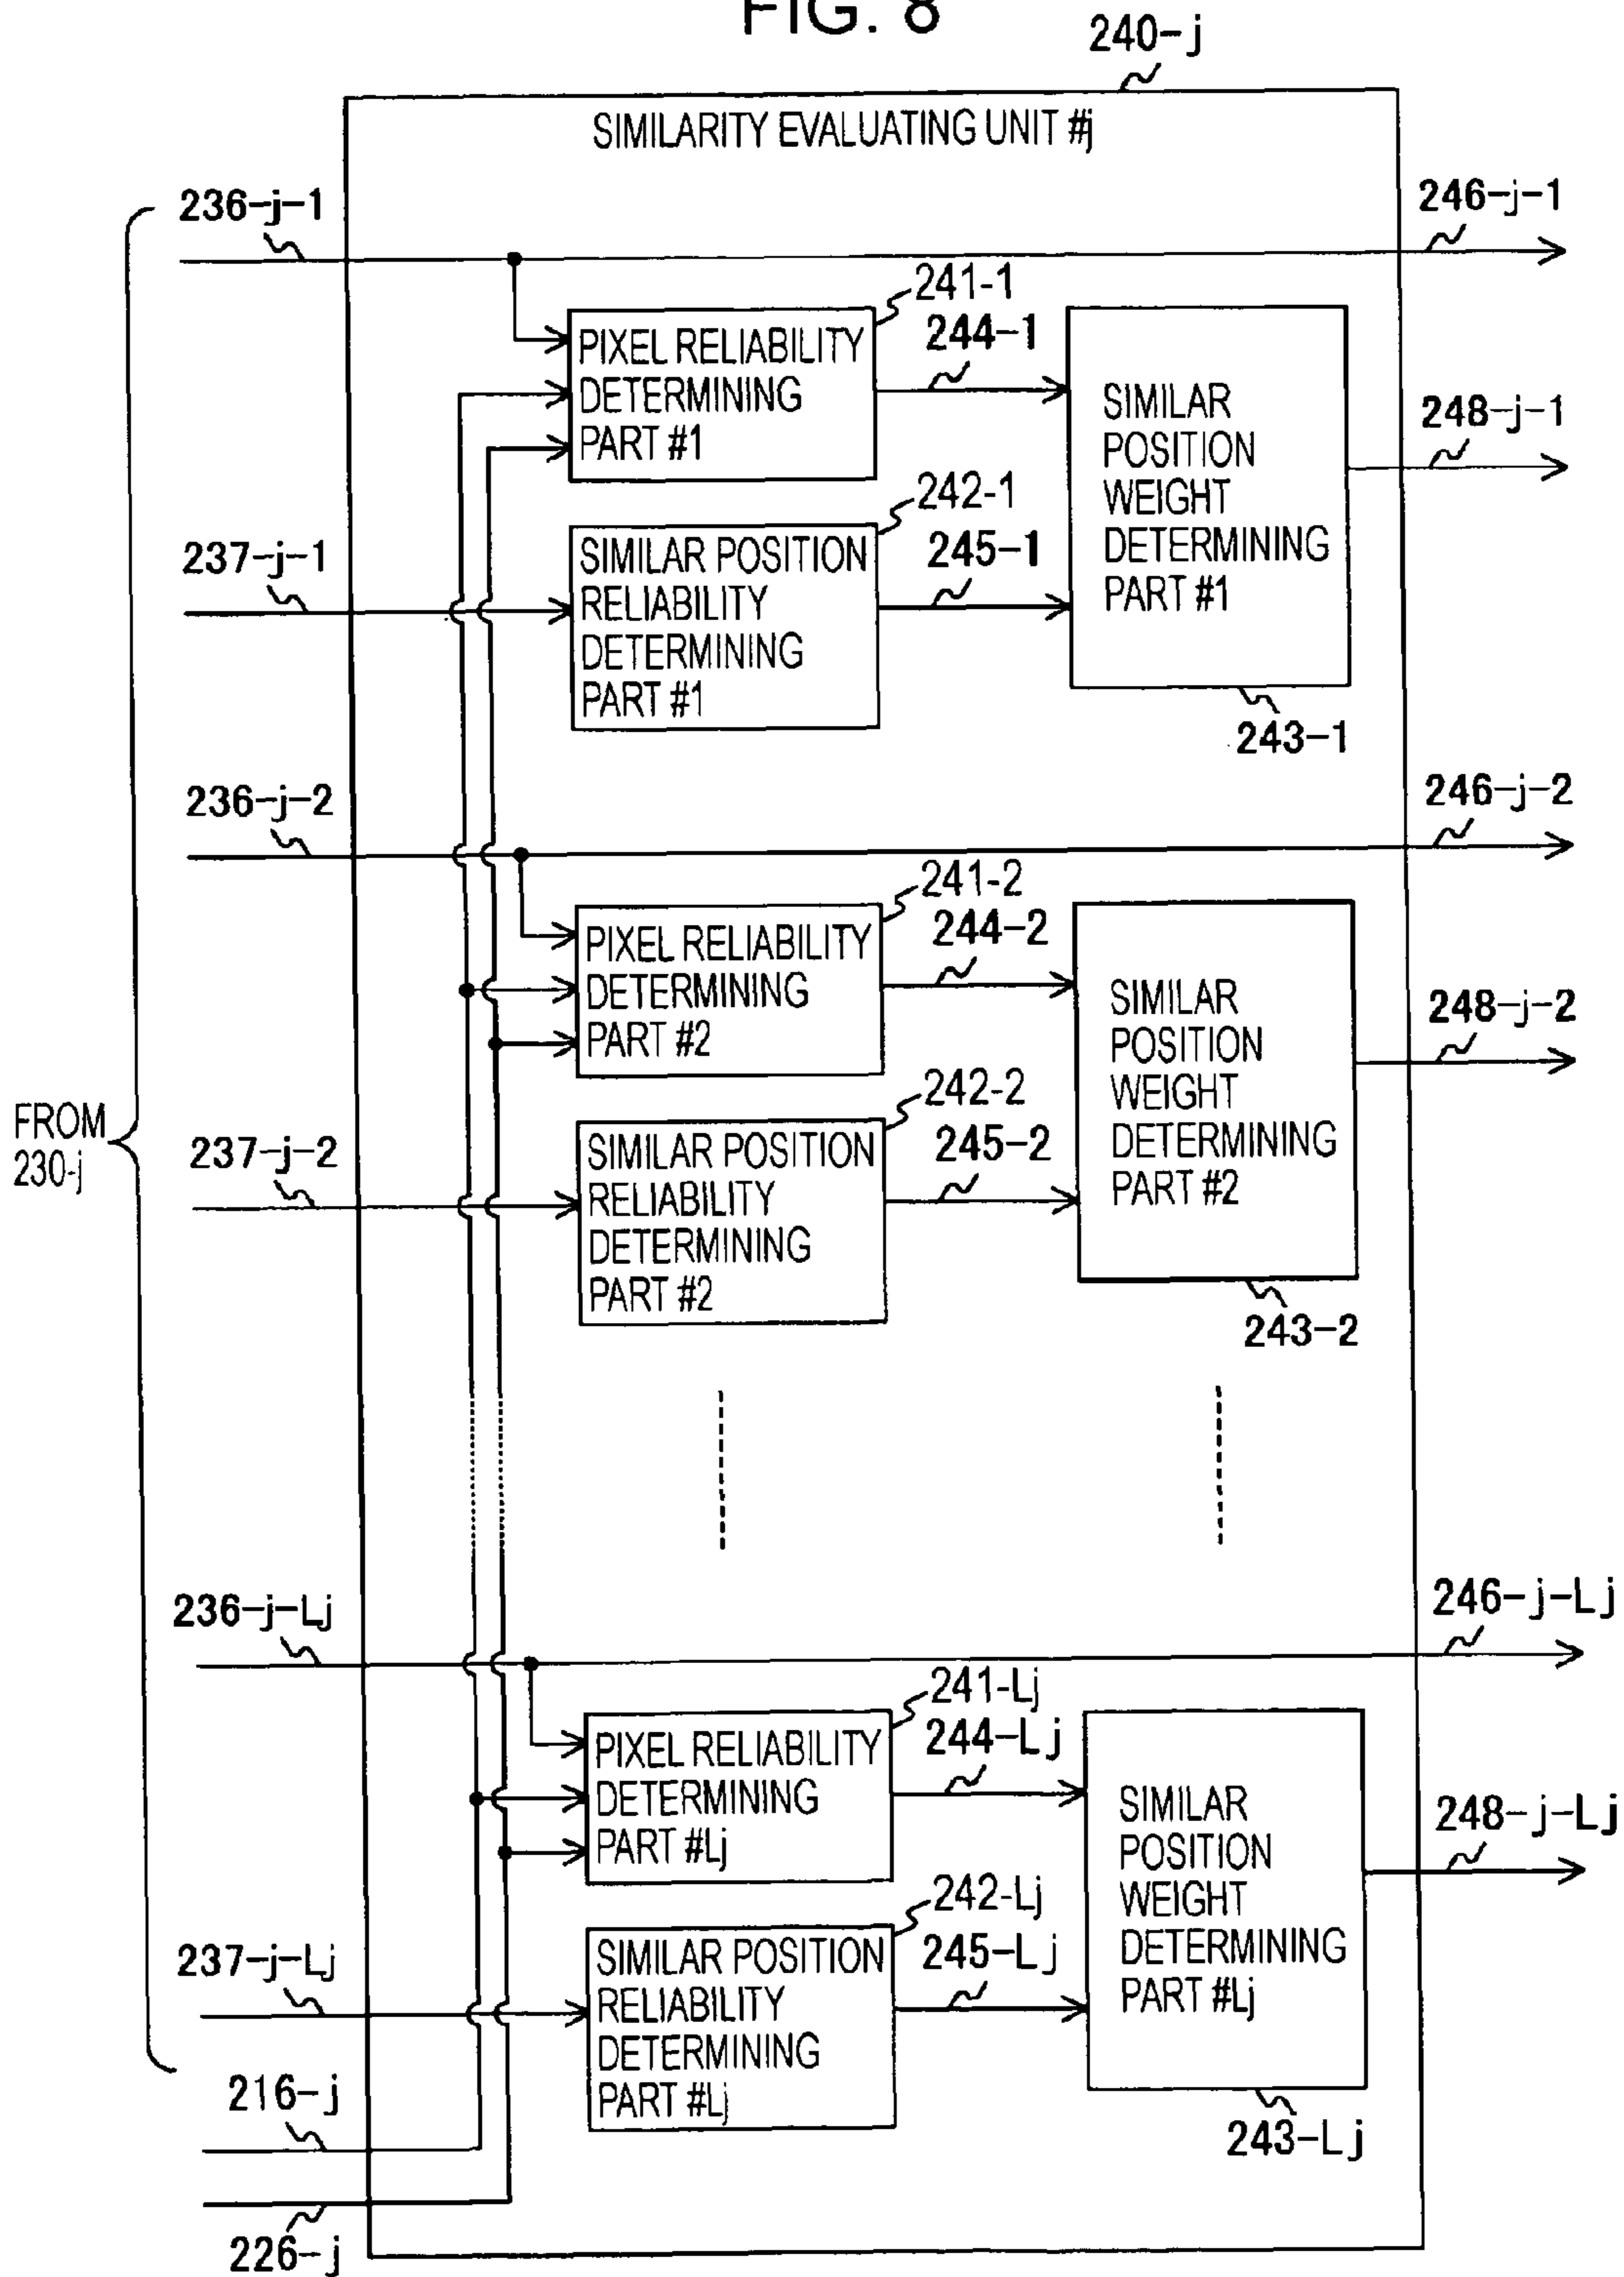 FIG. 8
240-j
SIMILARITY EVALUATING UNIT #j
236-j-1
246-j-1
241-1
PIXEL RELIABILITY
DETERMINING
PART #1
244-1
SIMILAR
POSITION
WEIGHT
DETERMINING
PART #1
248-j-1
242-1
237-j-1
SIMILAR POSITION
RELIABILITY
DETERMINING
PART #1
245-1
243-1
236-j-2
246-j-2
241-2
PIXEL RELIABILITY
DETERMINING
PART #2
244-2
SIMILAR
POSITION
WEIGHT
DETERMINING
PART #2
248-j-2
242-2
FROM
230-j
237-j-2
SIMILAR POSITION
RELIABILITY
DETERMINING
PART #2
245-2
243-2
236-j-Lj
246-j-Lj
241-Lj
PIXEL RELIABILITY
DETERMINING
PART #Lj
244-Lj
SIMILAR
POSITION
WEIGHT
DETERMINING
PART #Lj
248-j-Lj
242-Lj
237-j-Lj
SIMILAR POSITION
RELIABILITY
DETERMINING
PART #Lj
245-Lj
243-Lj
216-j
226-j